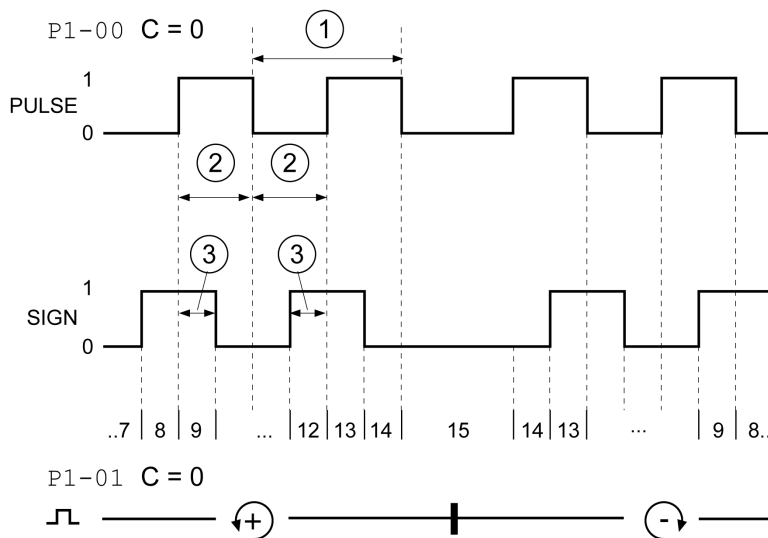 P1-00 C = 0
1
1
PULSE
0
2 2
3 3
1
SIGN
0
..7 8 9 ... 12 13 14 15 14 13 ... 9 8..
P1-01 C = 0
+ -